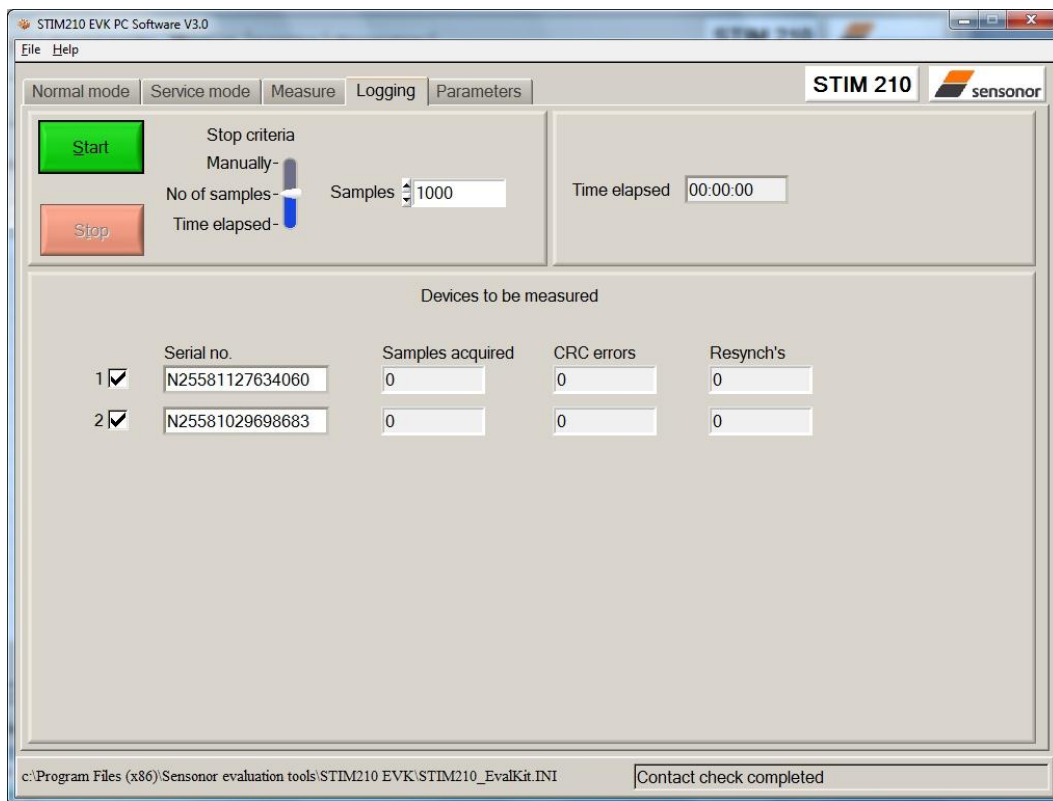 STIM210 EVK PC Software V3.0
File Help
Normal mode Service mode Measure Logging Parameters
STIM 210 sensonor
Start
Stop
Stop criteria
Manually-
No of samples-
Time elapsed-
Samples 1000
Time elapsed 00:00:00
Devices to be measured
Serial no. Samples acquired CRC errors Resynch's
1 N25581127634060 0 0 0
2 N25581029698683 0 0 0
c:\Program Files (x86)\Sensonor evaluation tools\STIM210 EVK\STIM210_EvalKit.INI
Contact check completed